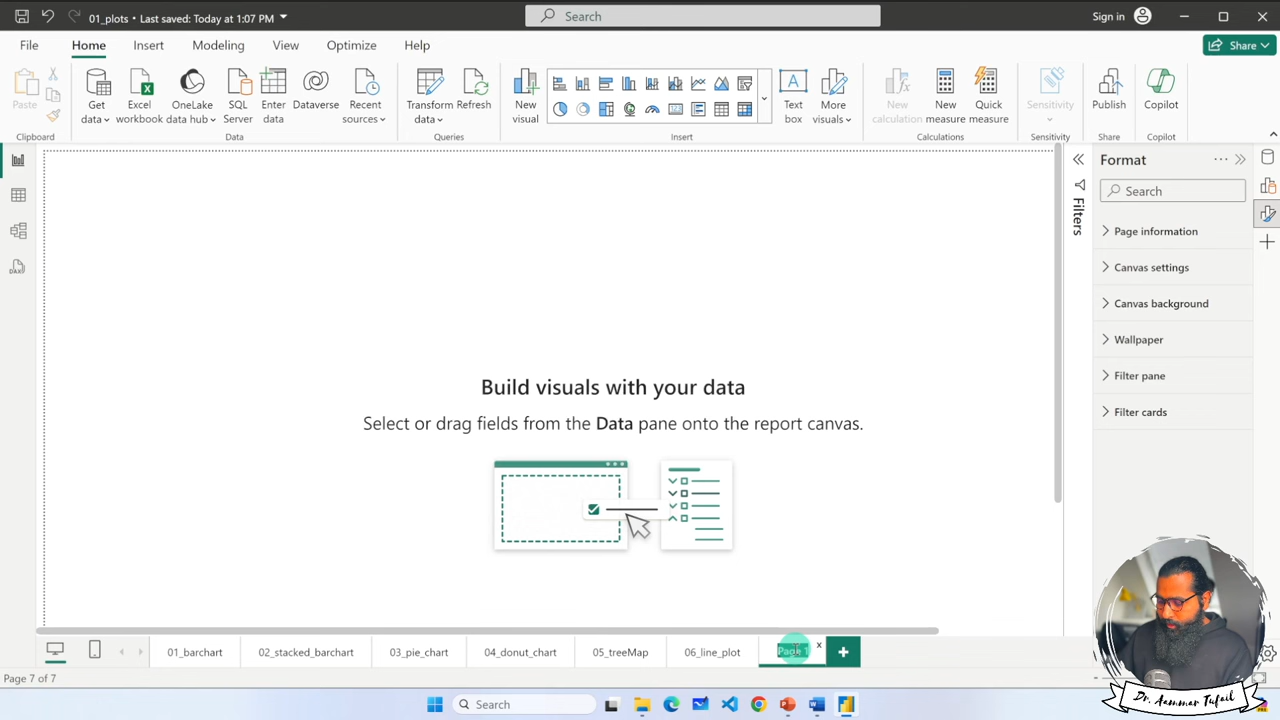 01_plots • Last saved: Today at 1:07 PM
Search
Sign in
File
Home
Insert
Modeling
View
Optimize
Help
Share
Paste
Get data
Excel workbook
OneLake data hub
SQL Server
Enter data
Dataverse
Recent sources
Transform data
Refresh
New visual
Text box
More visuals
New calculation
New measure
Quick measure
Sensitivity
Publish
Copilot
Clipboard
Data
Queries
Insert
Calculations
Sensitivity
Share
Copilot
Filters
Format
Search
Page information
Canvas settings
Canvas background
Wallpaper
Filter pane
Filter cards
Build visuals with your data
Select or drag fields from the Data pane onto the report canvas.
01_barchart
02_stacked_barchart
03_pie_chart
04_donut_chart
05_treeMap
06_line_plot
Page 1
Page 7 of 7
Search
Dr. Aammar Tufail